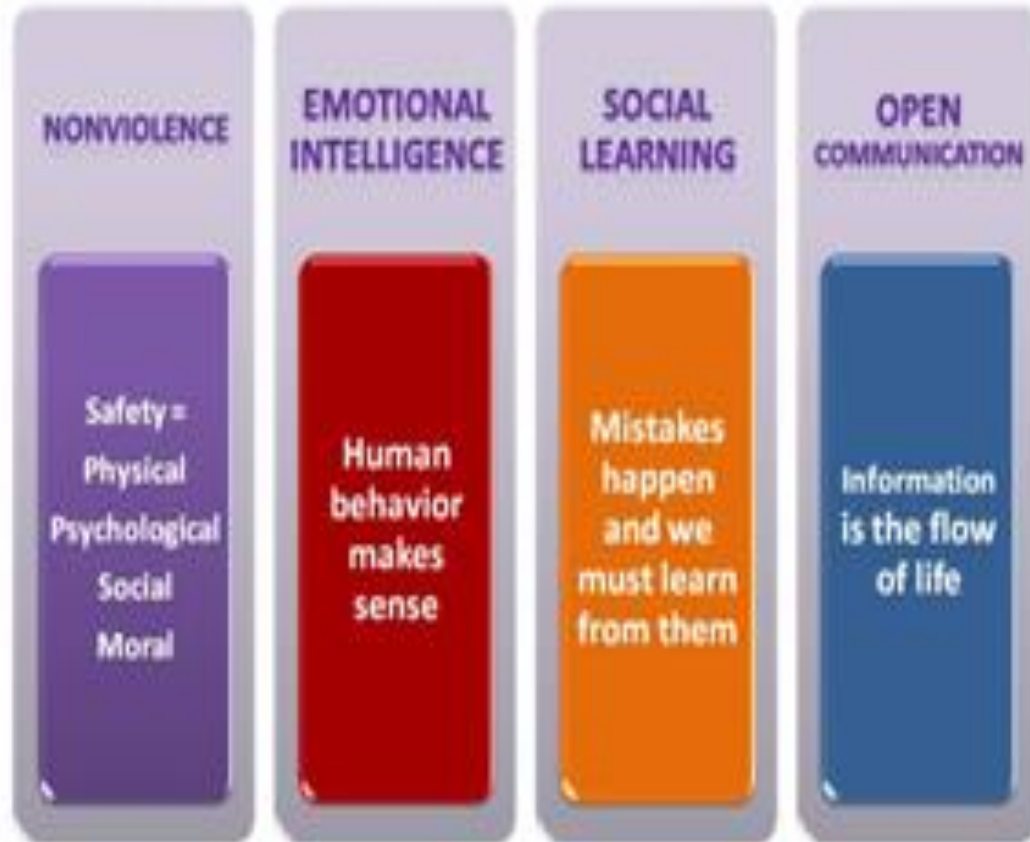 NONVIOLENCE
Safety =
Physical
Psychological
Social
Moral
EMOTIONAL
INTELLIGENCE
Human
behavior
makes
sense
SOCIAL
LEARNING
Mistakes
happen
and we
must learn
from them
OPEN
COMMUNICATION
Information
is the flow
of life